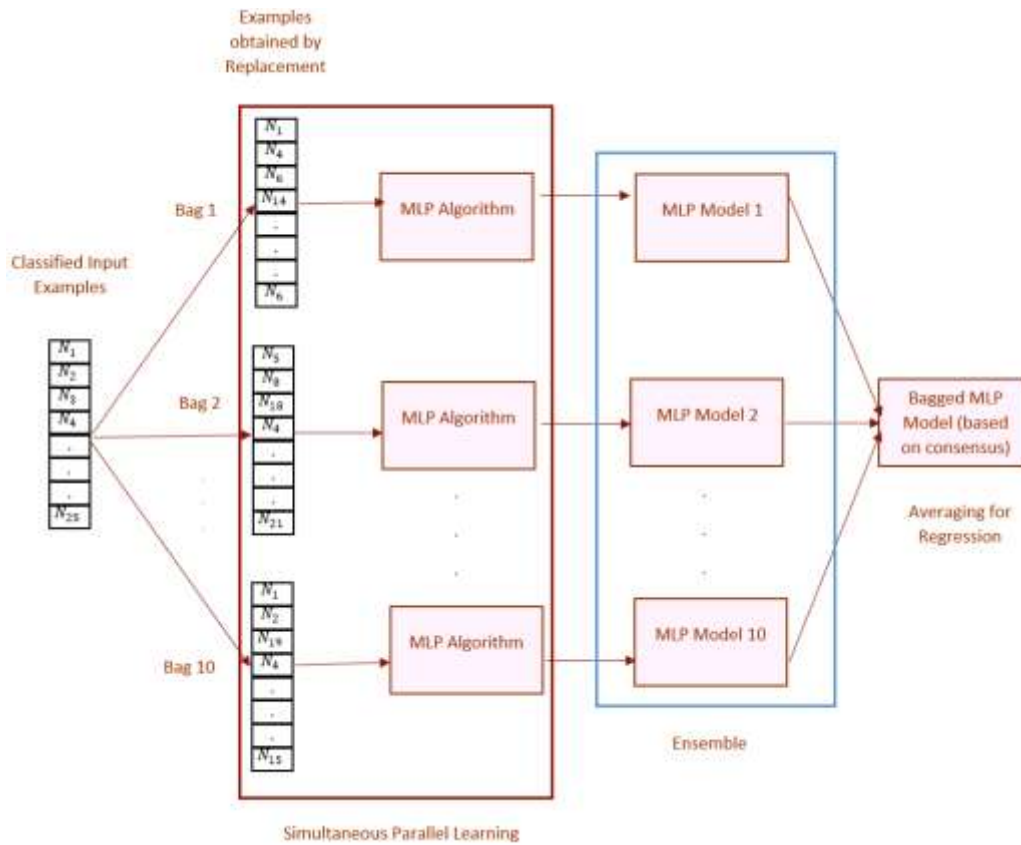 Examples
obtained by
Replacement
Classified Input
Examples
N₁
N₂
N₃
N₄
.
.
.
N₂₅
Bag 1
N₁
N₄
N₆
N₁₄
.
.
.
N₆
MLP Algorithm
MLP Model 1
Bag 2
.
.
.
N₅
N₈
N₁₈
N₄
.
.
.
N₂₁
MLP Algorithm
.
.
.
MLP Model 2
.
.
.
Bag 10
N₁
N₂
N₁₉
N₄
.
.
.
N₁₅
MLP Algorithm
MLP Model 10
Bagged MLP
Model (based
on consensus)
Averaging for
Regression
Ensemble
Simultaneous Parallel Learning